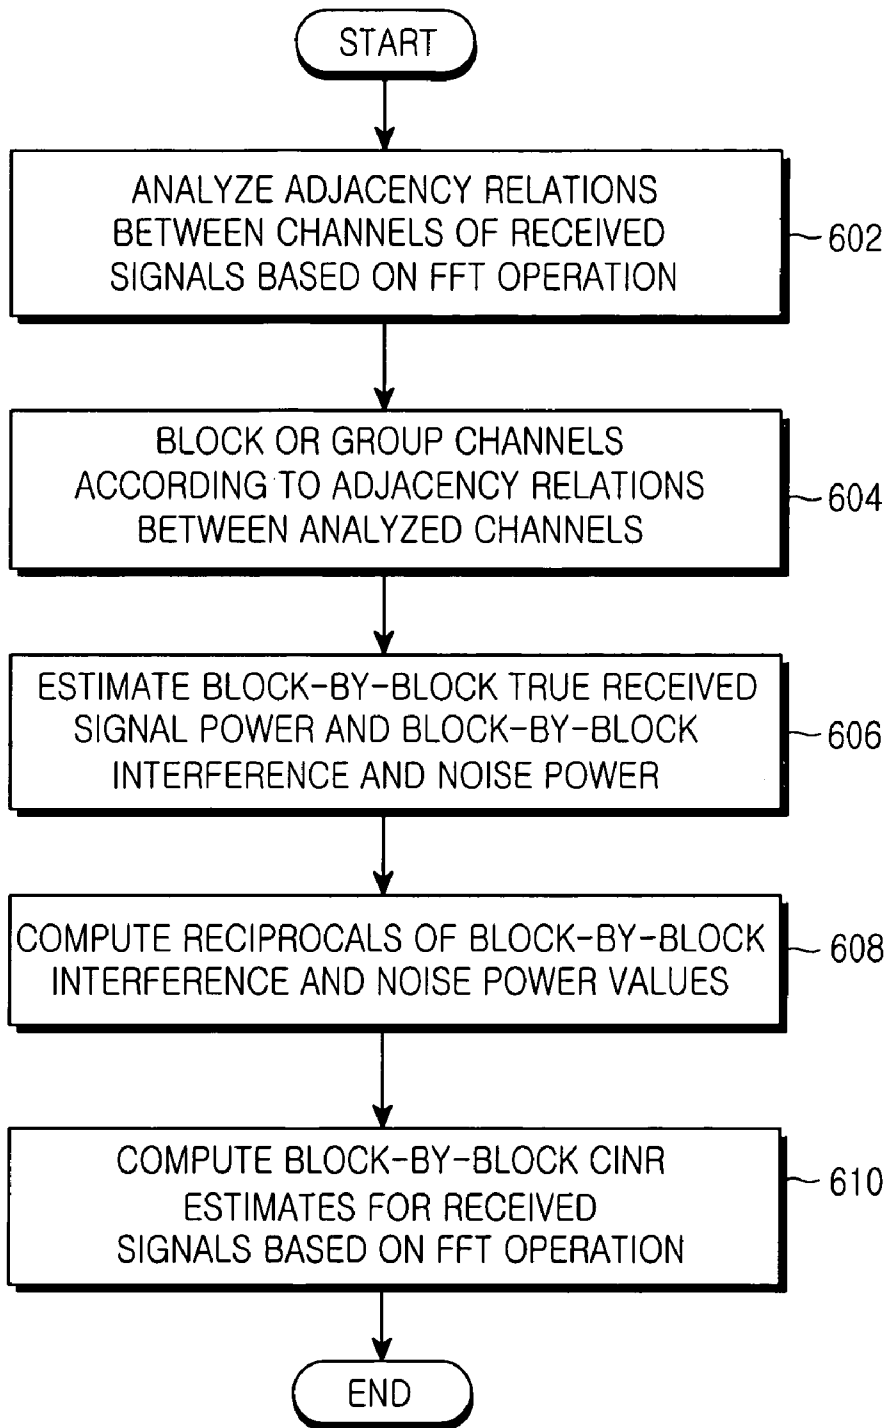 START
ANALYZE ADJACENCY RELATIONS
BETWEEN CHANNELS OF RECEIVED
SIGNALS BASED ON FFT OPERATION
602
BLOCK OR GROUP CHANNELS
ACCORDING TO ADJACENCY RELATIONS
BETWEEN ANALYZED CHANNELS
604
ESTIMATE BLOCK-BY-BLOCK TRUE RECEIVED
SIGNAL POWER AND BLOCK-BY-BLOCK
INTERFERENCE AND NOISE POWER
606
COMPUTE RECIPROCALS OF BLOCK-BY-BLOCK
INTERFERENCE AND NOISE POWER VALUES
608
COMPUTE BLOCK-BY-BLOCK CINR
ESTIMATES FOR RECEIVED
SIGNALS BASED ON FFT OPERATION
610
END